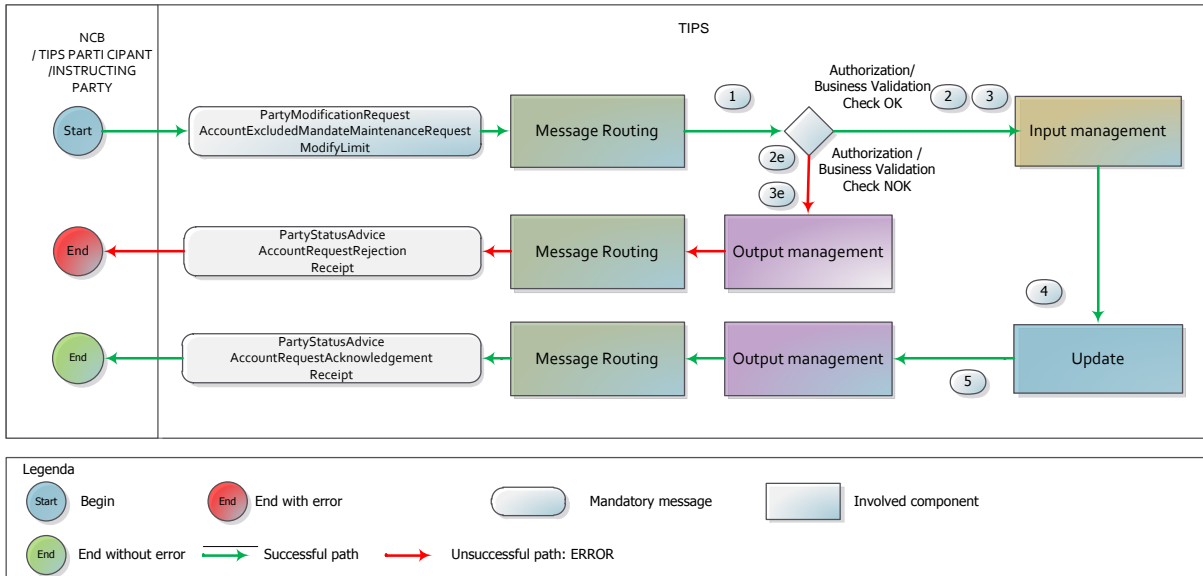 NCB
/ TIPS PARTI CIPANT
/INSTRUCTING
PARTY
TIPS
Start
PartyModificationRequest
AccountExcludedMandateMaintenanceRequest
ModifyLimit
Message Routing
1
Authorization/
Business Validation
Check OK
2
3
Input management
2e
Authorization /
Business Validation
Check NOK
3e
End
PartyStatusAdvice
AccountRequestRejection
Receipt
Message Routing
Output management
4
End
PartyStatusAdvice
AccountRequestAcknowledgement
Receipt
Message Routing
Output management
5
Update
Legenda
Start
Begin
End
End with error
Mandatory message
Involved component
End
End without error
Successful path
Unsuccessful path: ERROR